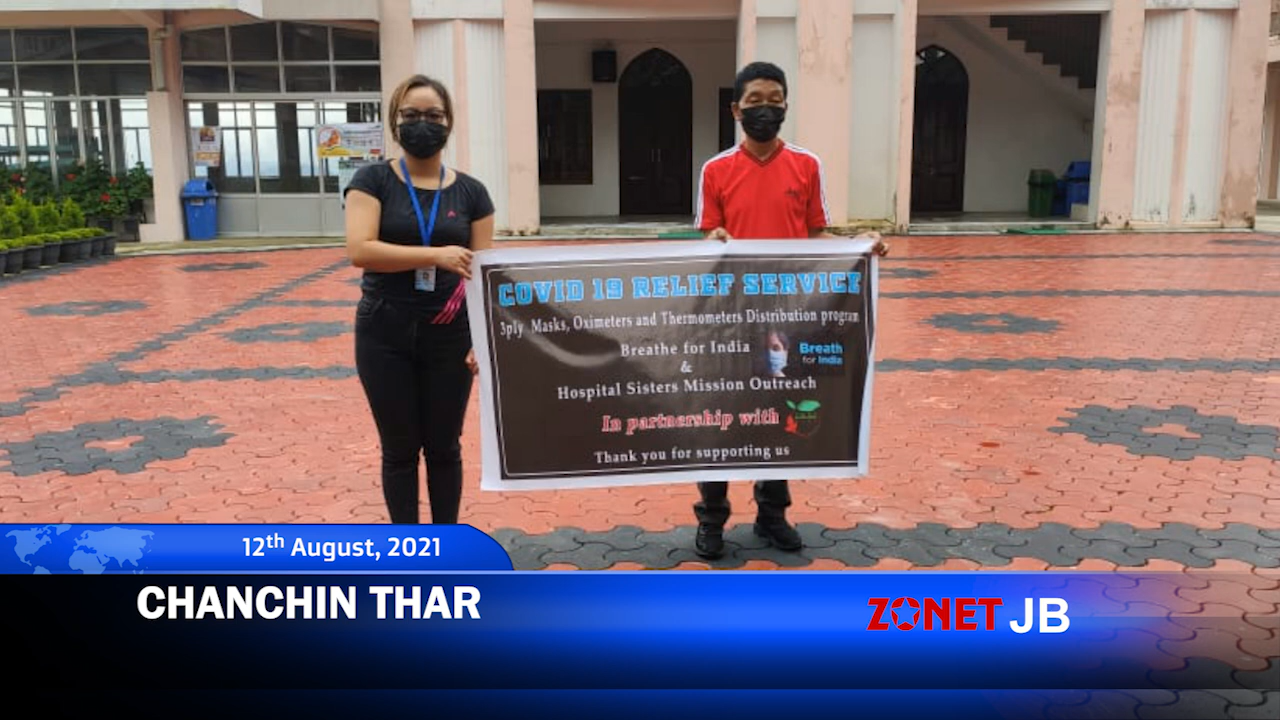 COVID 19 RELIEF SERVICE
3ply Masks, Oximeters and Thermometers Distribution program
Breathe for India
Breath
for India
&
Hospital Sisters Mission Outreach
In partnership with
Thank you for supporting us
12th August, 2021
CHANCHIN THAR
ZONET JB